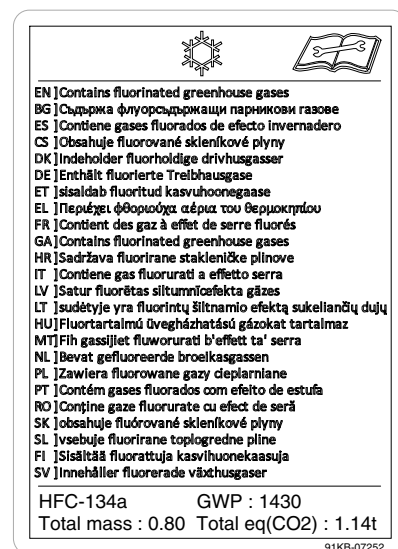 EN ]Contains fluorinated greenhouse gases
BG ]Съдържа флуорсъдържащи парникови газове
ES ]Contiene gases fluorados de efecto invernadero
CS ]Obsahuje fluorované skleníkové plyny
DK ]Indeholder fluorholdige drivhusgasser
DE ]Enthält fluorierte Treibhausgase
ET ]sisaldab fluoritud kasvuhoonegaase
EL ]Περιέχει φθοριούχα αέρια του θερμοκηπίου
FR ]Contient des gaz à effet de serre fluorés
GA]Contains fluorinated greenhouse gases
HR]Sadržava fluorirane stakleničke plinove
IT ]Contiene gas fluorurati a effetto serra
LV ]Satur fluorētas siltumnīcefekta gāzes
LT ]sudėtyje yra fluorintų šiltnamio efektą sukeliančių dujų
HU]Fluortartalmú üvegházhatású gázokat tartalmaz
MT]Fih gassijiet fluworurati b'effett ta' serra
NL ]Bevat gefluoreerde broeikasgassen
PL ]Zawiera fluorowane gazy cieplarniane
PT ]Contém gases fluorados com efeito de estufa
RO ]Conţine gaze fluorurate cu efect de seră
SK ]obsahuje fluórované skleníkové plyny
SL ]vsebuje fluorirane toplogredne pline
FI ]Sisältää fluorattuja kasvihuonekaasuja
SV ]Innehåller fluorerade växthusgaser
HFC-134a GWP : 1430
Total mass : 0.80 Total eq(CO2) : 1.14t
91KB-07252